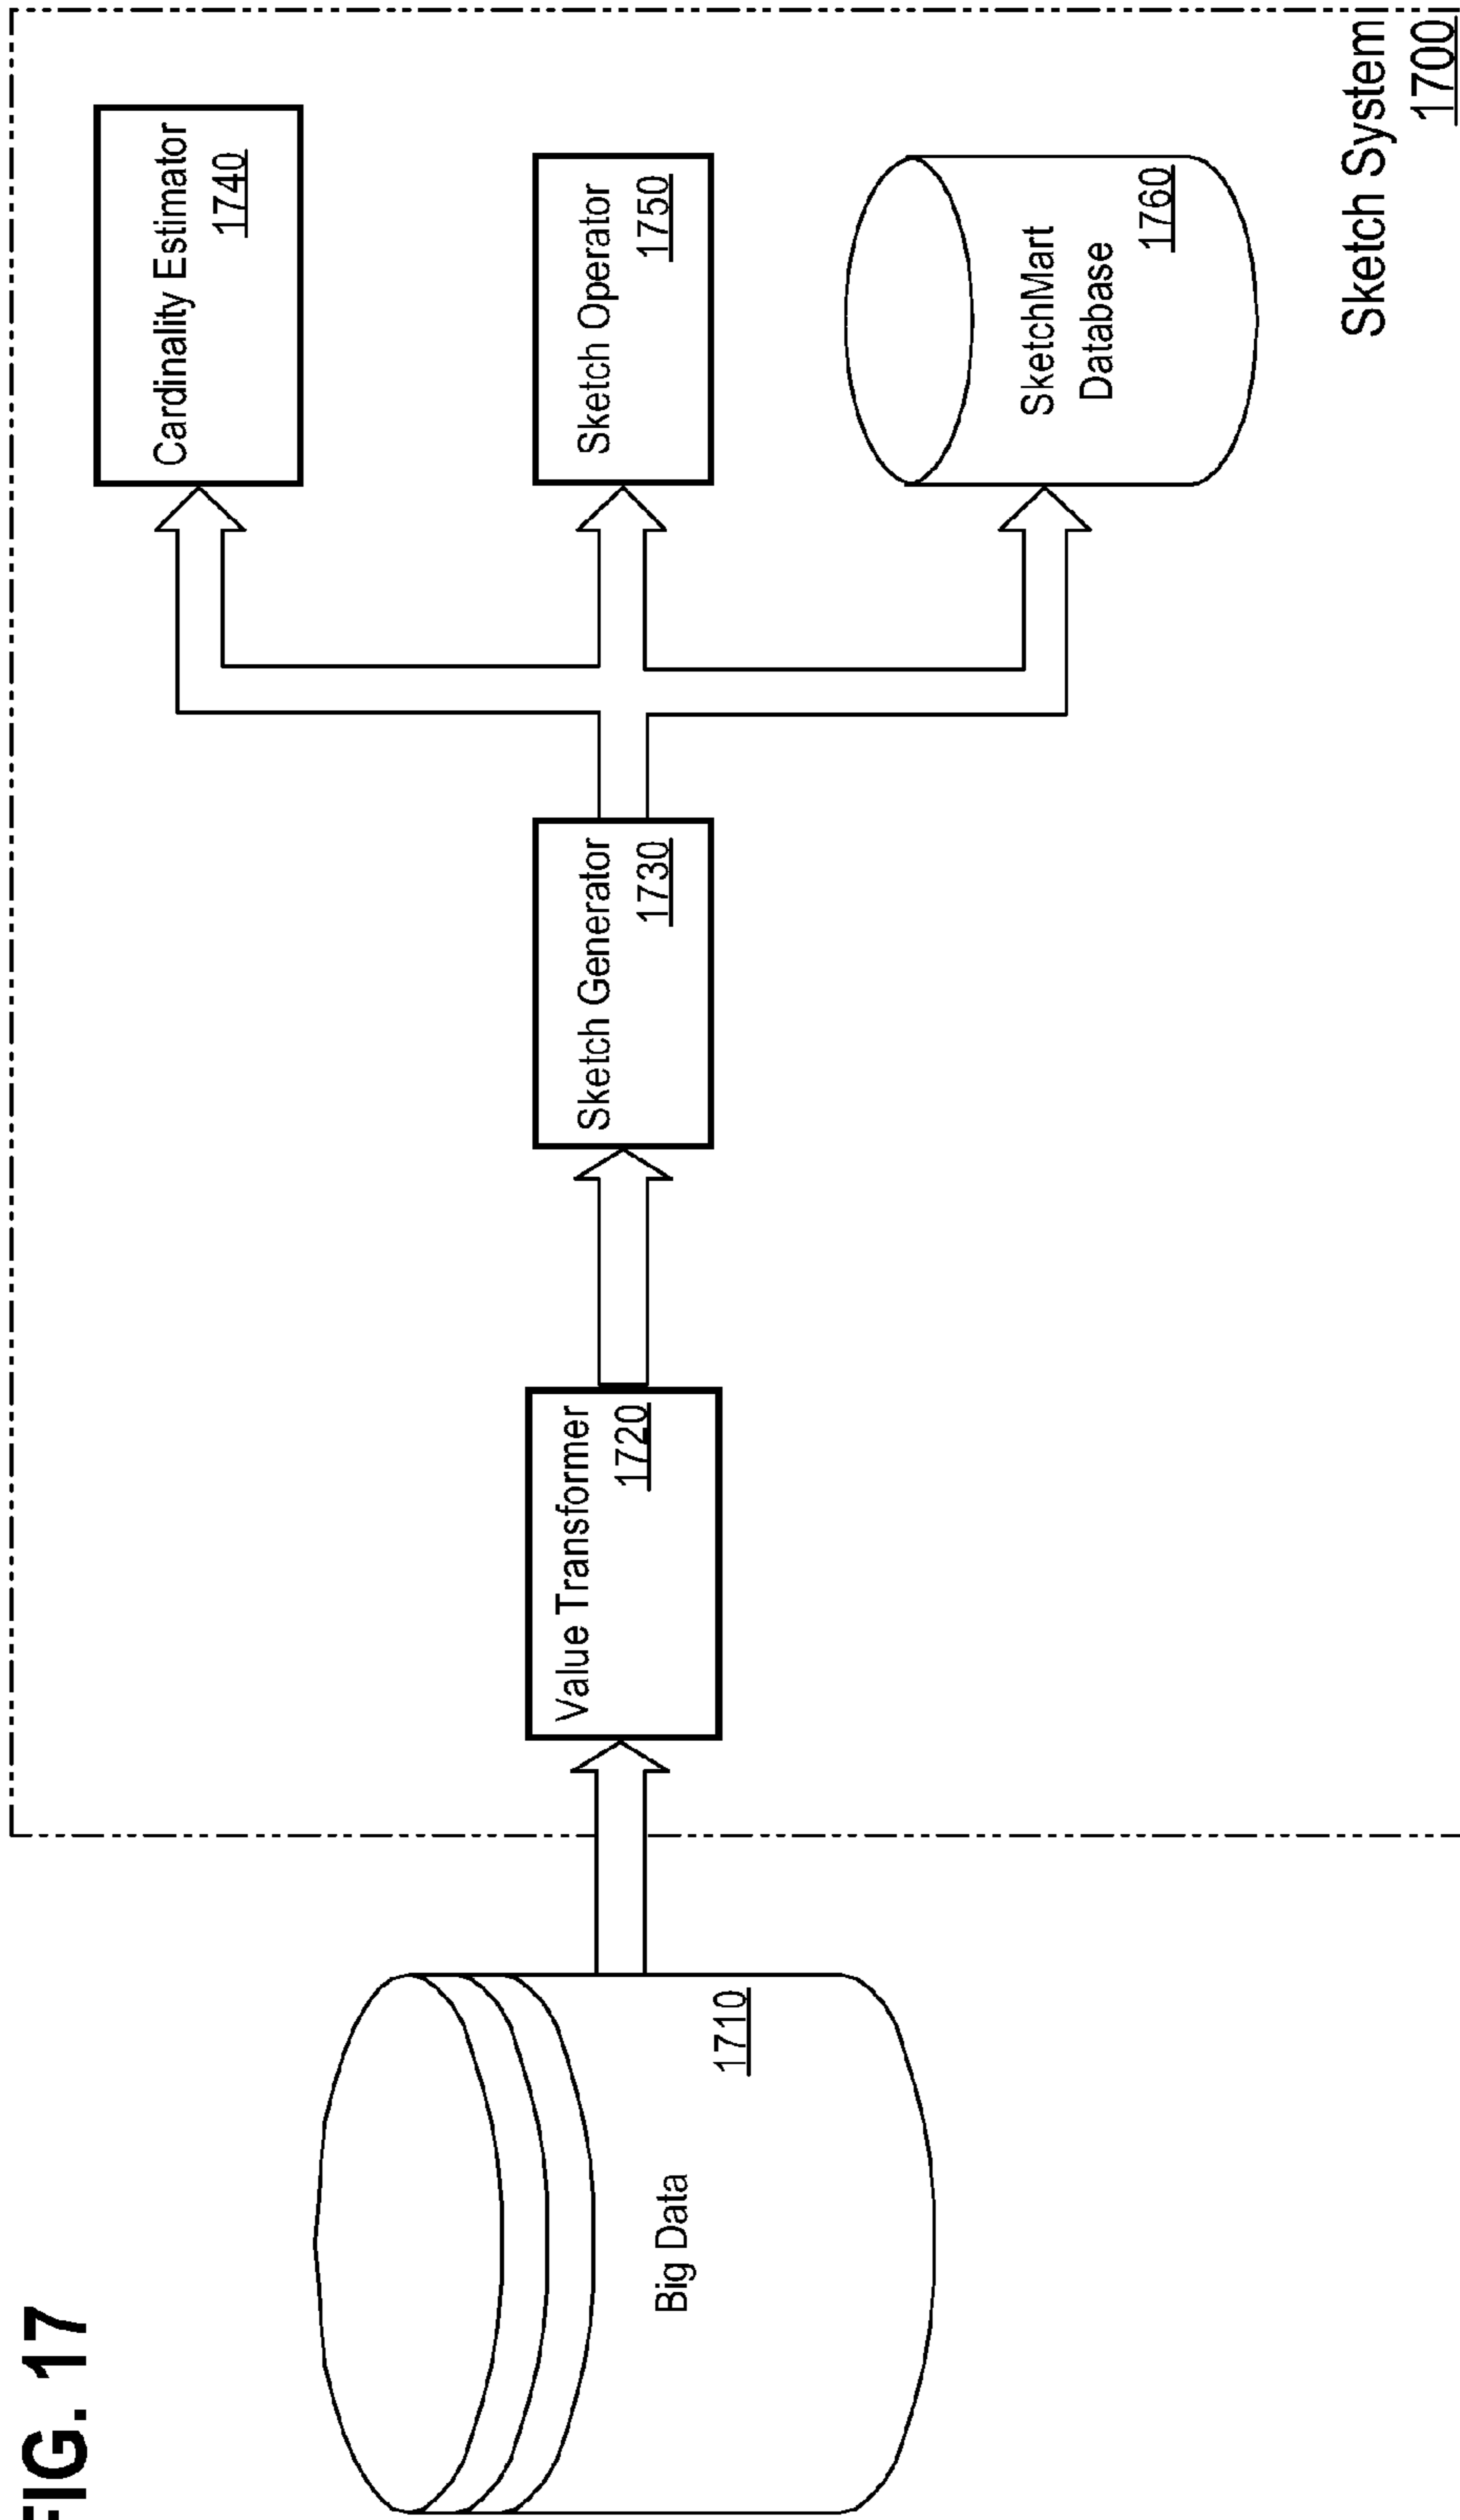 FIG. 17
Big Data
1710
Value Transformer
1720
Sketch Generator
1730
Cardinality Estimator
1740
Sketch Operator
1750
SketchMart
Database
1760
Sketch System
1700